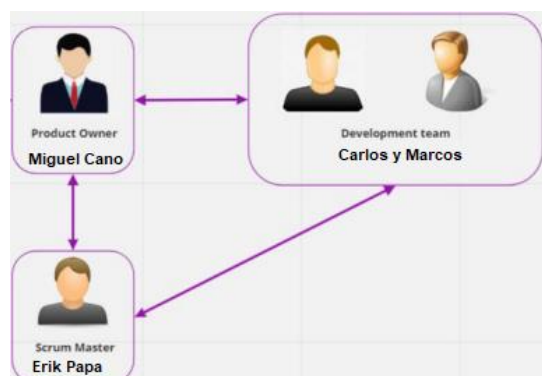 Product Owner
Miguel Cano
Development team
Carlos y Marcos
Scrum Master
Erik Papa